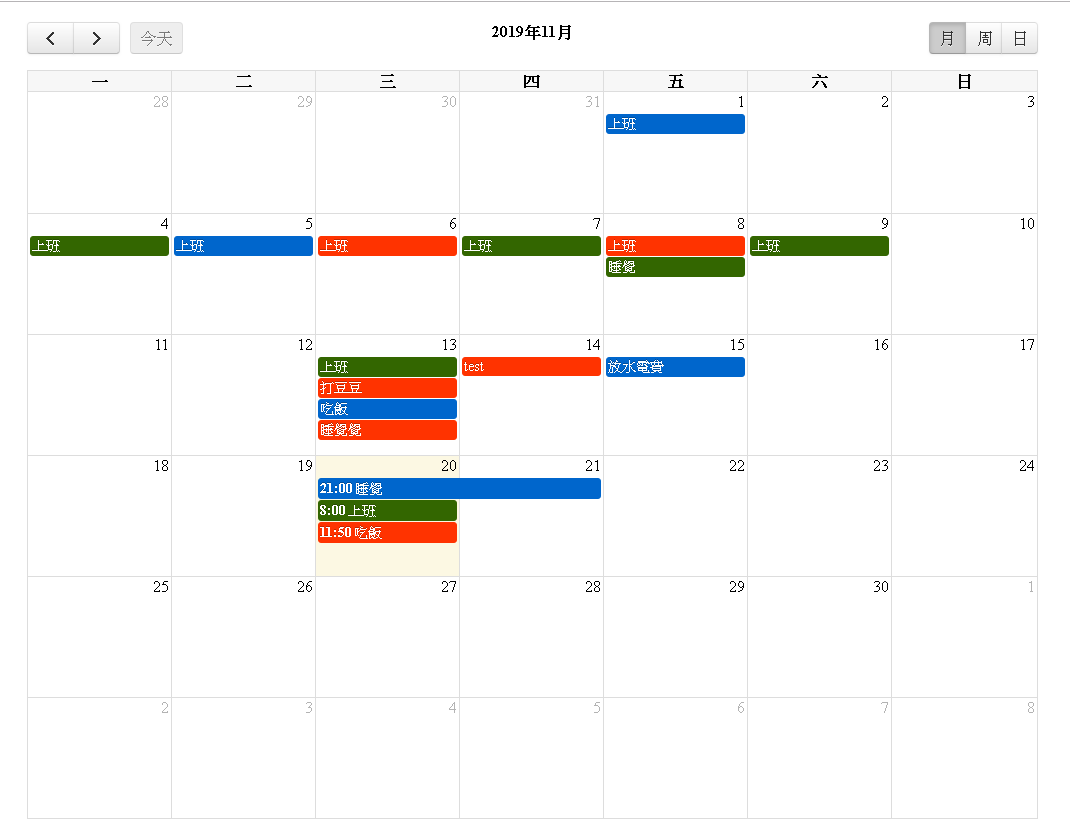 今天 2019年11月 月 周 日
一 二 三 四 五 六 日
28 29 30 31 1 2 3
上班
4 5 6 7 8 9 10
上班 上班 上班 上班 上班 上班
睡覺
11 12 13 14 15 16 17
上班 test 放水電費
打豆豆
吃飯
睡覺覺
18 19 20 21 22 23 24
21:00 睡覺
8:00 上班
11:50 吃飯
25 26 27 28 29 30 1
2 3 4 5 6 7 8